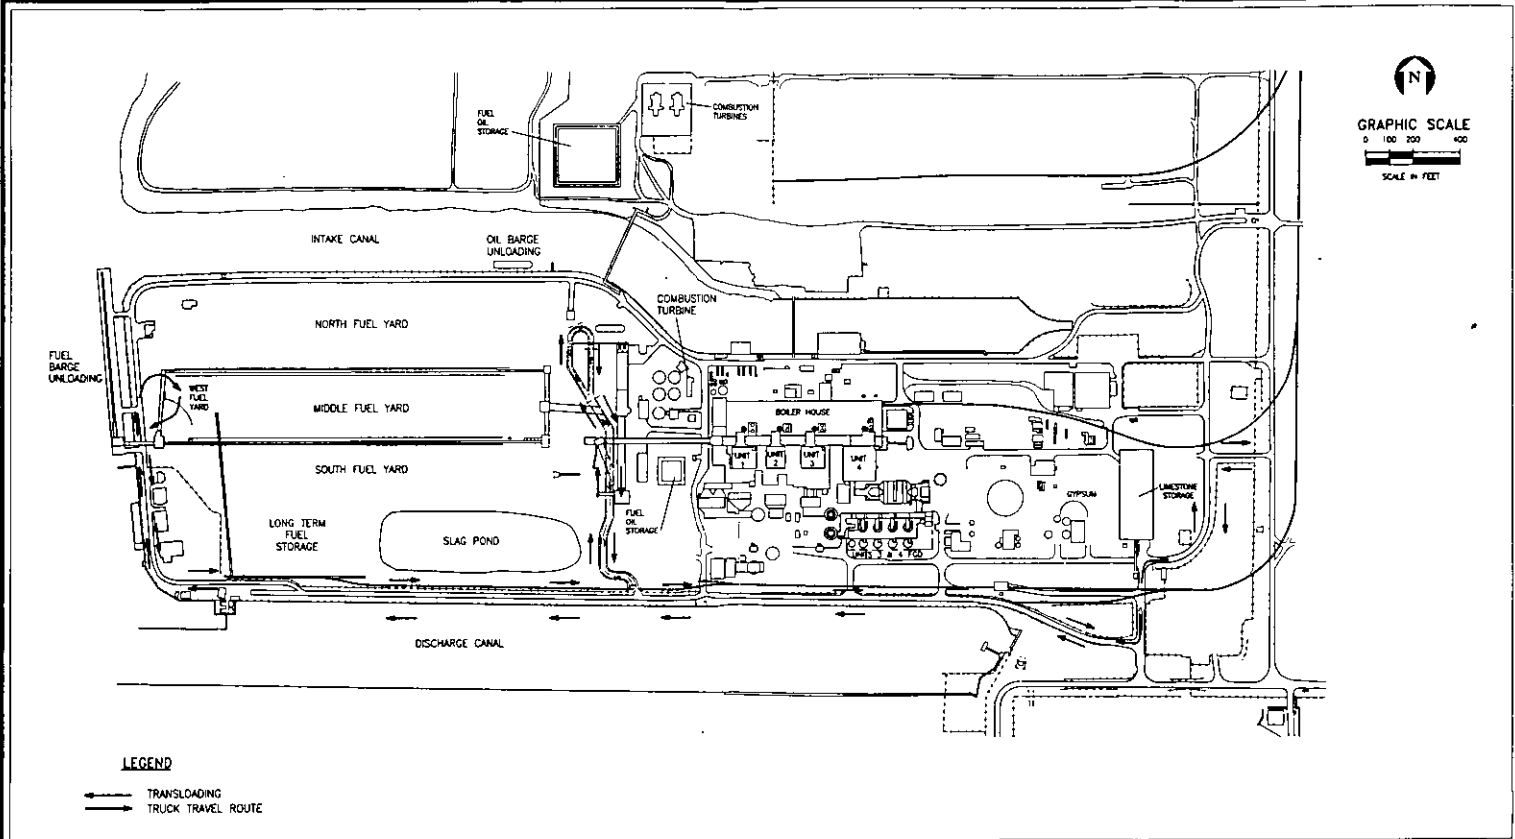 N
GRAPHIC SCALE
0 100 200 400
SCALE IN FEET
FUEL
OIL
STORAGE
COMBUSTION
TURBINES
INTAKE CANAL
OIL BARGE
UNLOADING
COMBUSTION
TURBINE
NORTH FUEL YARD
FUEL
BARGE
UNLOADING
WEST
FUEL
YARD
MIDDLE FUEL YARD
BOILER HOUSE
SOUTH FUEL YARD
UNIT
1
UNIT
2
UNIT
3
UNIT
4
LONG TERM
FUEL
STORAGE
SLAG POND
FUEL
OIL
STORAGE
GYPSUM
LIMESTONE
STORAGE
UNITS 3 & 4 FGD
DISCHARGE CANAL
LEGEND
TRANSLOADING
TRUCK TRAVEL ROUTE